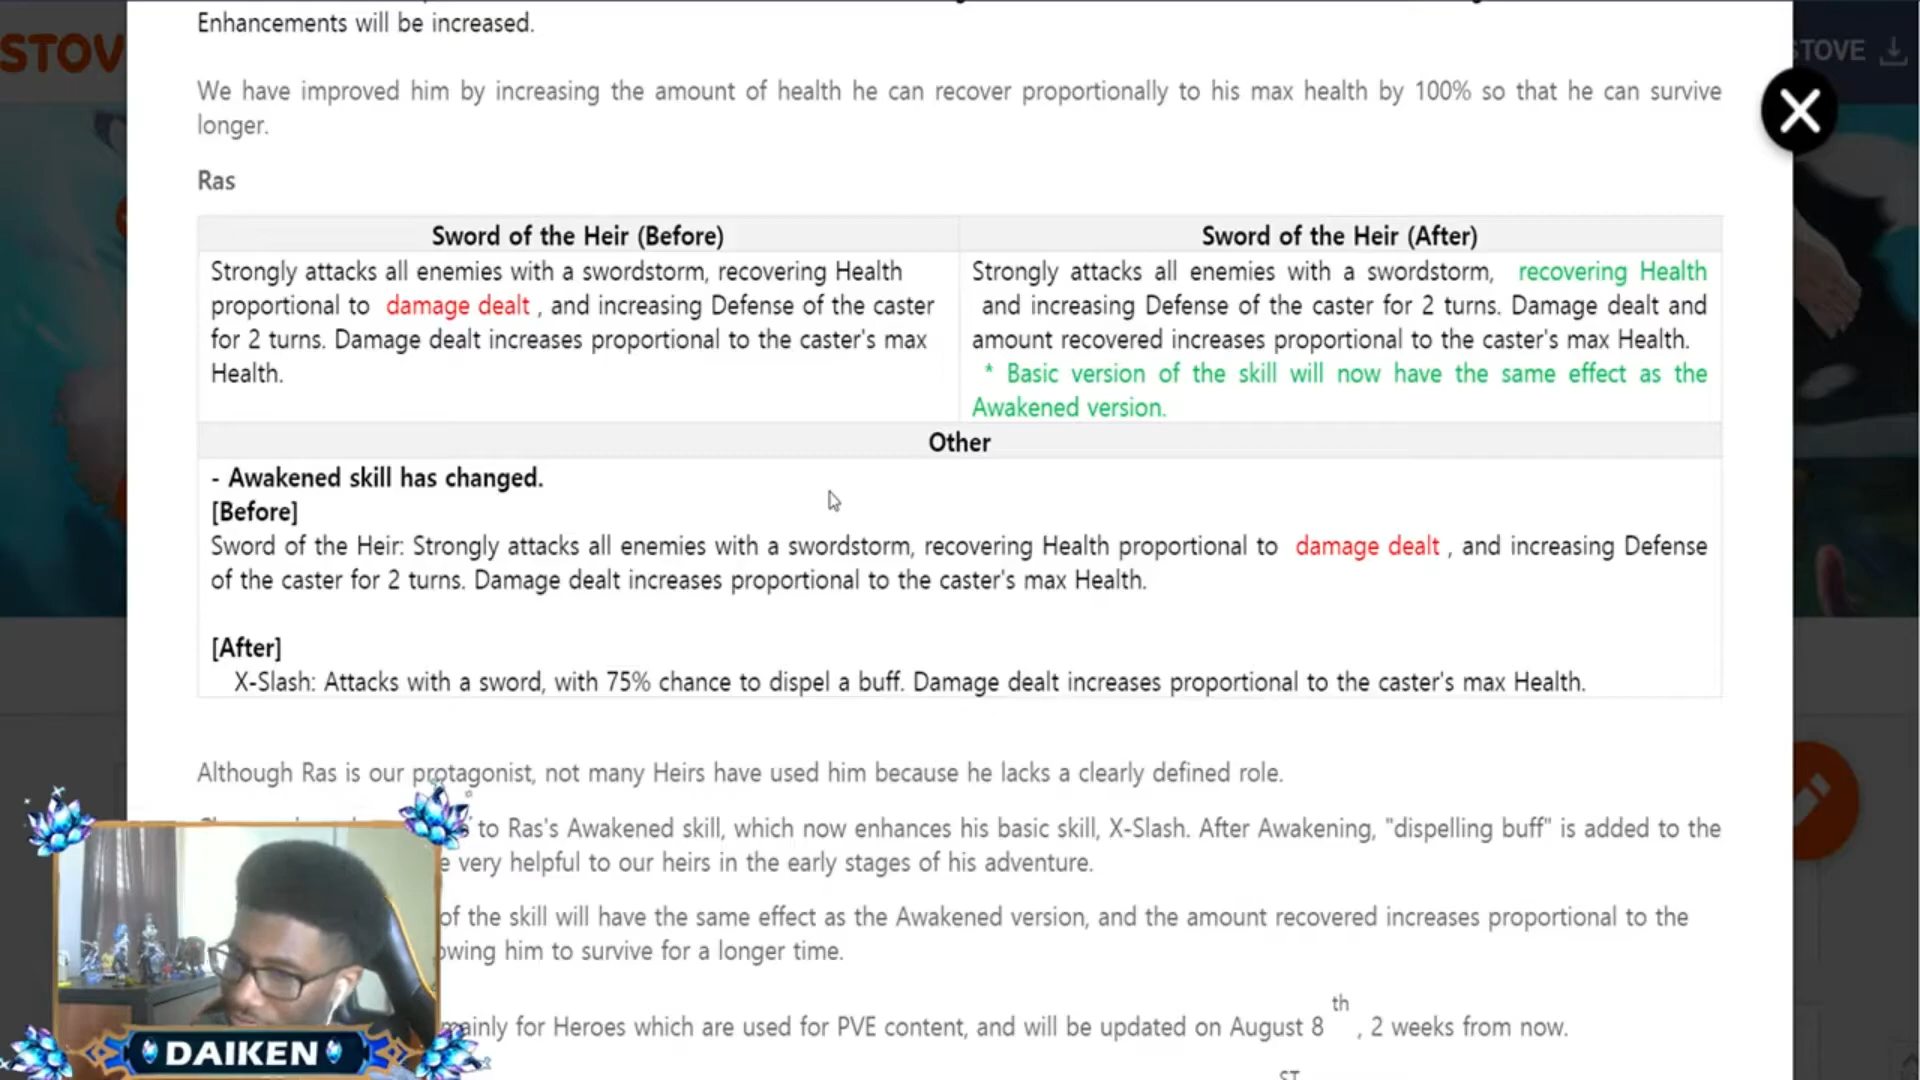 Enhancements will be increased.
STOV
STOVE
We have improved him by increasing the amount of health he can recover proportionally to his max health by 100% so that he can survive
longer.
Ras
Sword of the Heir (Before)
Sword of the Heir (After)
Strongly attacks all enemies with a swordstorm, recovering Health
proportional to damage dealt , and increasing Defense of the caster
for 2 turns. Damage dealt increases proportional to the caster's max
Health.
Strongly attacks all enemies with a swordstorm, recovering Health
and increasing Defense of the caster for 2 turns. Damage dealt and
amount recovered increases proportional to the caster's max Health.
* Basic version of the skill will now have the same effect as the
Awakened version.
Other
- Awakened skill has changed.
[Before]
Sword of the Heir: Strongly attacks all enemies with a swordstorm, recovering Health proportional to damage dealt , and increasing Defense
of the caster for 2 turns. Damage dealt increases proportional to the caster's max Health.
[After]
X-Slash: Attacks with a sword, with 75% chance to dispel a buff. Damage dealt increases proportional to the caster's max Health.
Although Ras is our protagonist, not many Heirs have used him because he lacks a clearly defined role.
to Ras's Awakened skill, which now enhances his basic skill, X-Slash. After Awakening, "dispelling buff" is added to the
very helpful to our heirs in the early stages of his adventure.
of the skill will have the same effect as the Awakened version, and the amount recovered increases proportional to the
owing him to survive for a longer time.
mainly for Heroes which are used for PVE content, and will be updated on August 8th , 2 weeks from now.
ST
DAIKEN